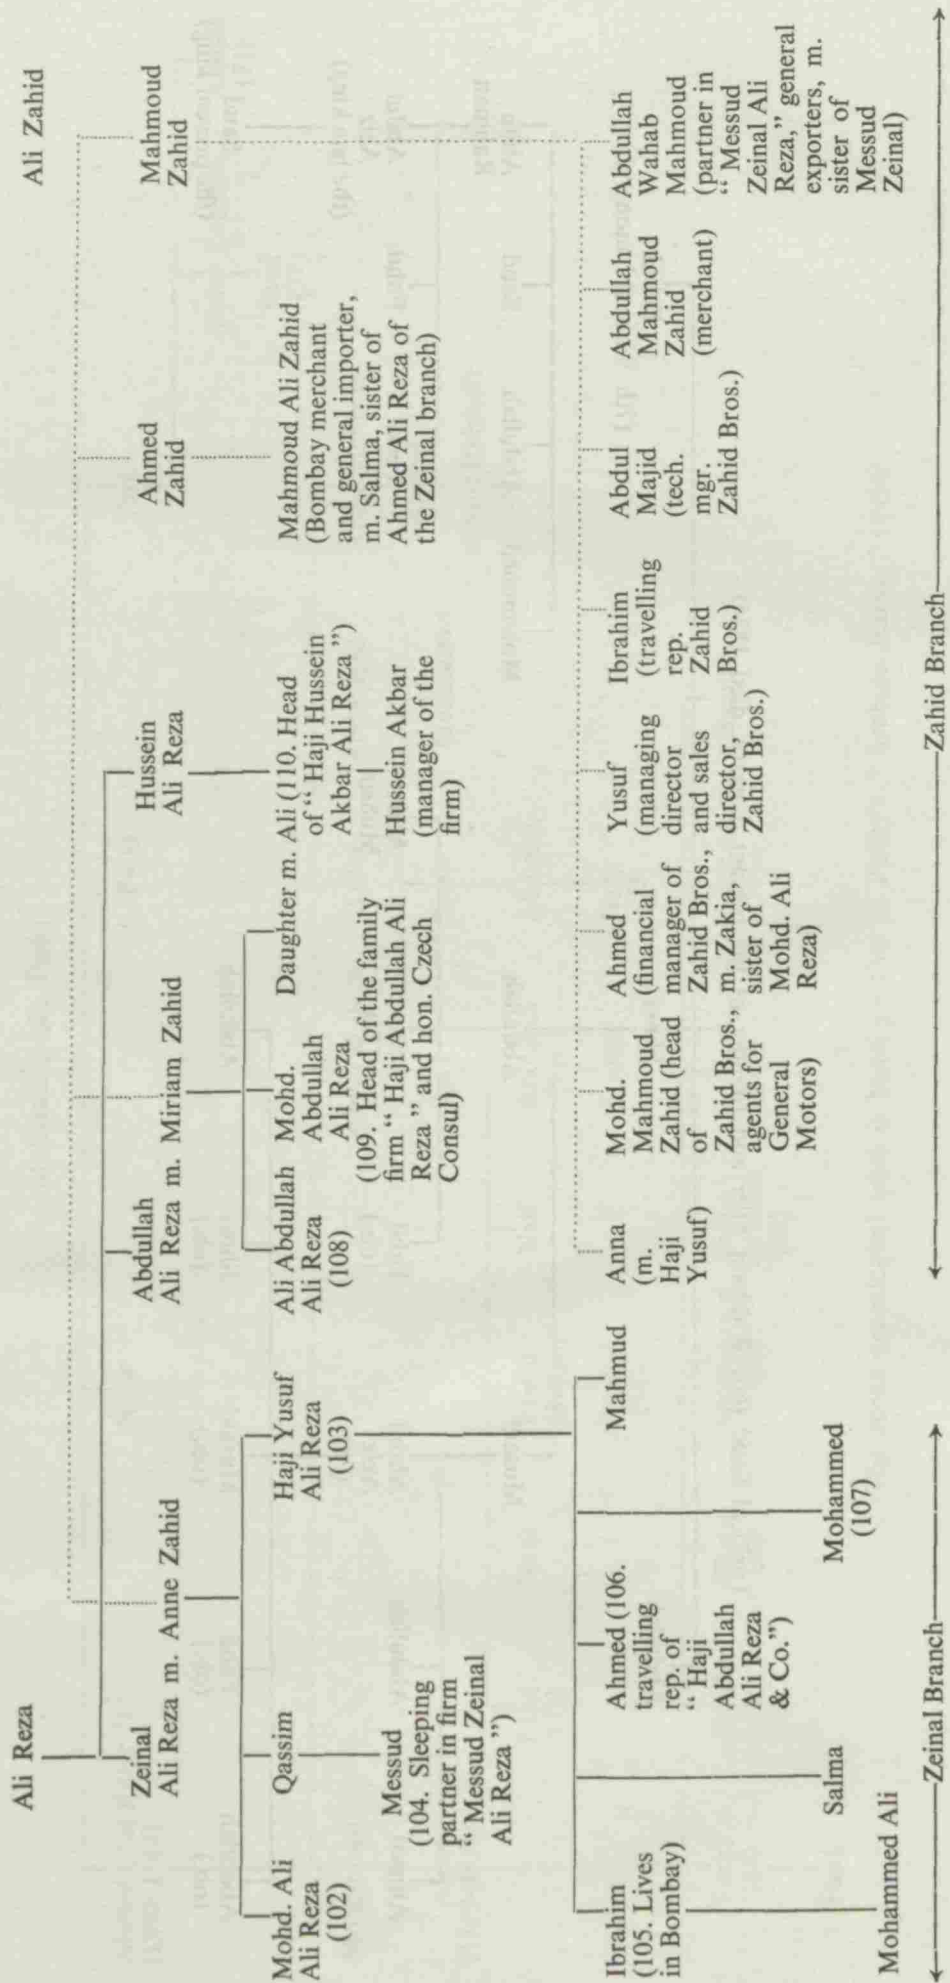 Ali Reza
Ali Zahid
Zeinal
Ali Reza m. Anne Zahid
Abdullah
Ali Reza m. Miriam Zahid
Hussein
Ali Reza
Ahmed
Zahid
Mahmoud
Zahid
Mohd. Ali
Ali Reza
(102)
Qassim
Haji Yusuf
Ali Reza
(103)
Ali Abdullah
Ali Reza
(108)
Mohd.
Abdullah
Ali Reza
(109. Head of the family
firm “ Haji Abdullah Ali
Reza ” and hon. Czech
Consul)
Daughter m. Ali (110. Head
of “ Haji Hussein
Akbar Ali Reza ”)
Hussein Akbar
(manager of the
firm)
Mahmoud Ali Zahid
(Bombay merchant
and general importer,
m. Salma, sister of
Ahmed Ali Reza of
the Zeinal branch)
Messud
(104. Sleeping
partner in firm
“ Messud Zeinal
Ali Reza ”)
Ibrahim
(105. Lives
in Bombay)
Mohammed Ali
Salma
Ahmed (106.
travelling
rep. of
“ Haji
Abdullah
Ali Reza
& Co.”)
Mohammed
(107)
Mahmud
Anna
(m.
Haji
Yusuf)
Mohd.
Mahmoud
Zahid (head
of
Zahid Bros.,
agents for
General
Motors)
Ahmed
(financial
manager of
Zahid Bros.,
m. Zakia,
sister of
Mohd. Ali
Reza)
Yusuf
(managing
director
and sales
director,
Zahid Bros.)
Ibrahim
(travelling
rep.
Zahid
Bros.)
Abdul
Majid
(tech.
mgr.
Zahid Bros.)
Abdullah
Mahmoud
Zahid
(merchant)
Abdullah
Wahab
Mahmoud
(partner in
“ Messud
Zeinal Ali
Reza,” general
exporters, m.
sister of
Messud
Zeinal)
Zeinal Branch
Zahid Branch